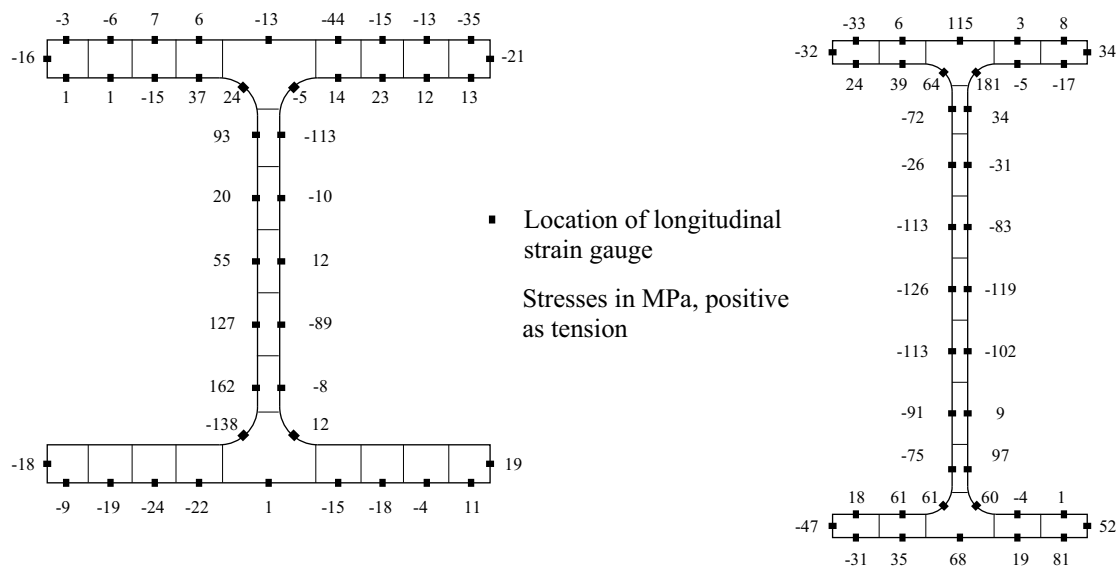 -3 -6 7 6 -13 -44 -15 -13 -35
-16 -21
1 1 -15 37 24 -5 14 23 12 13
93 -113
20 -10
55 12
127 -89
162 -8
-138 12
-18 19
-9 -19 -24 -22 1 -15 -18 -4 11
Location of longitudinal
strain gauge
Stresses in MPa, positive
as tension
-33 6 115 3 8
-32 34
24 39 64 181 -5 -17
-72 34
-26 -31
-113 -83
-126 -119
-113 -102
-91 9
-75 97
18 61 61 60 -4 1
-47 52
-31 35 68 19 81